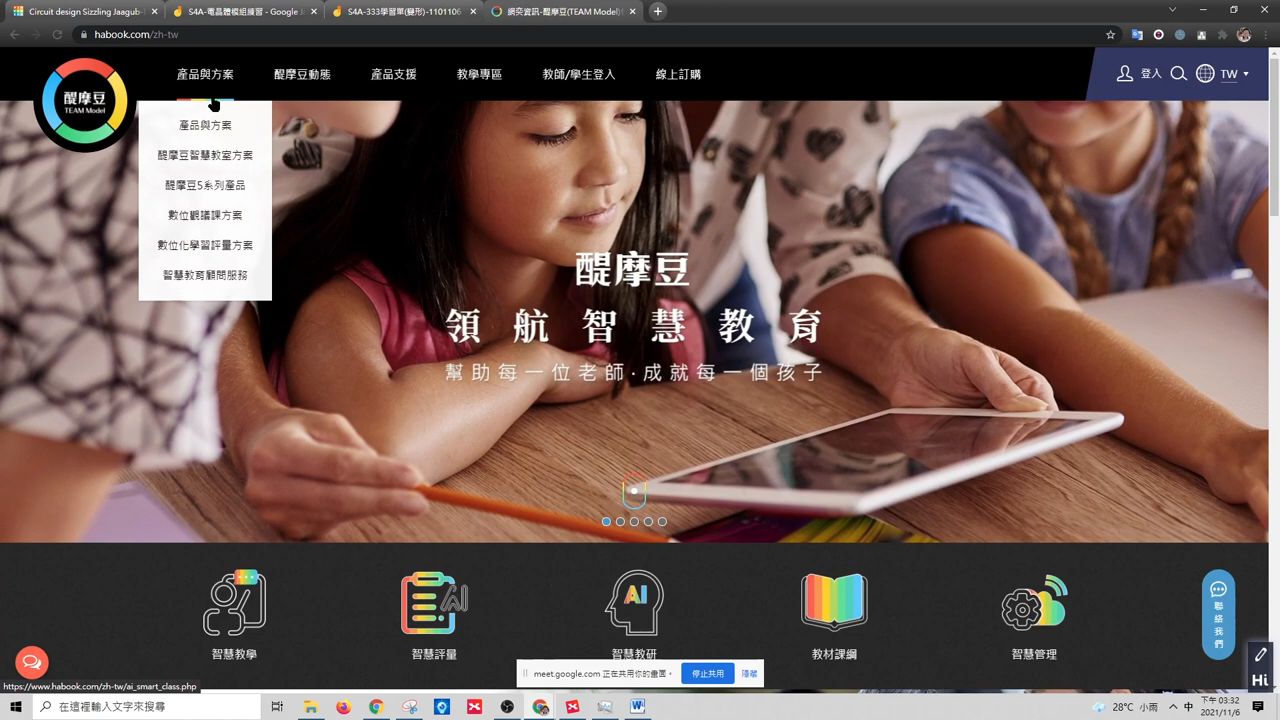 Circuit design Sizzling Jaagub-
S4A-電晶體模組練習 - Google
S4A-333學習單(變形)-1101106
網奕資訊-醍摩豆(TEAM Model)
habook.com/zh-tw
醍摩豆
TEAM Model
產品與方案
醍摩豆動態
產品支援
教學專區
教師/學生登入
線上訂購
登入
TW
產品與方案
醍摩豆智慧教室方案
醍摩豆5系列產品
數位觀議課方案
數位化學習評量方案
智慧教育顧問服務
醍摩豆
領航智慧教育
幫助每一位老師·成就每一個孩子
AI
AI
智慧教學
智慧評量
智慧教研
教材課綱
智慧管理
聯絡我們
meet.google.com 正在共用你的畫面。
停止共用
隱藏
Hi
https://www.habook.com/zh-tw/ai_smart_class.php
在這裡輸入文字來搜尋
28°C 小雨
中
下午 03:32
2021/11/6